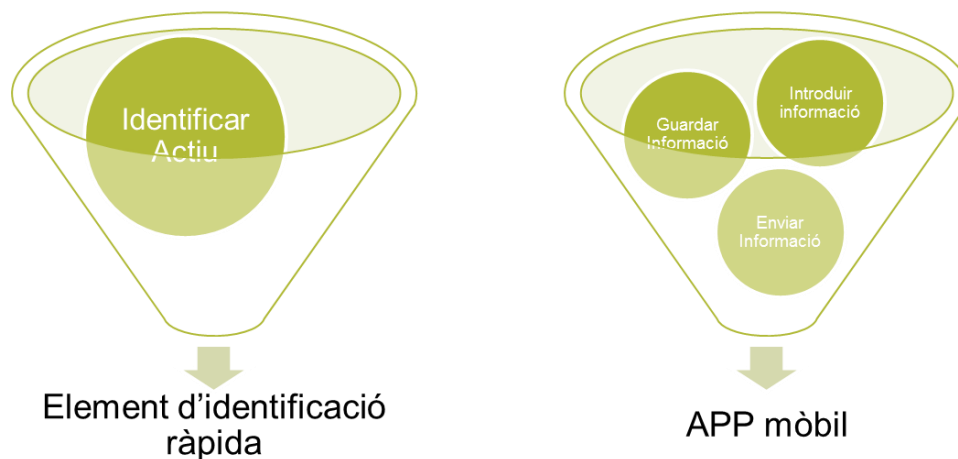 Identificar
Actiu
Element d’identificació
ràpida
Guardar
Informació
Introduir
informació
Enviar
Informació
APP mòbil